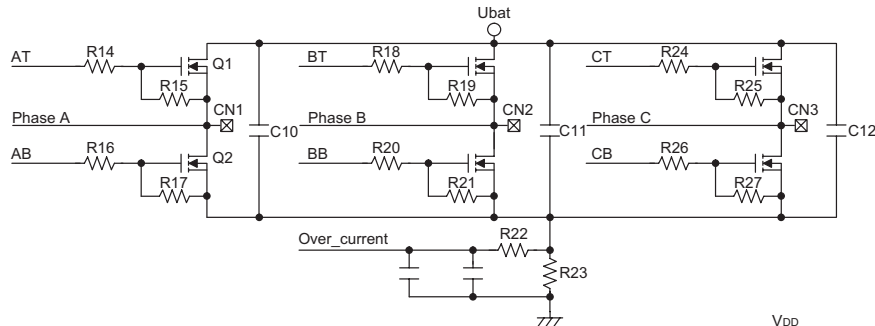 Ubat
AT R14 Q1 BT R18 CT R24
R15 R19 R25
CN1 CN2 CN3
Phase A C10 Phase B C11 Phase C C12
AB R16 Q2 BB R20 CB R26
R17 R21 R27
Over_current R22
R23
VDD